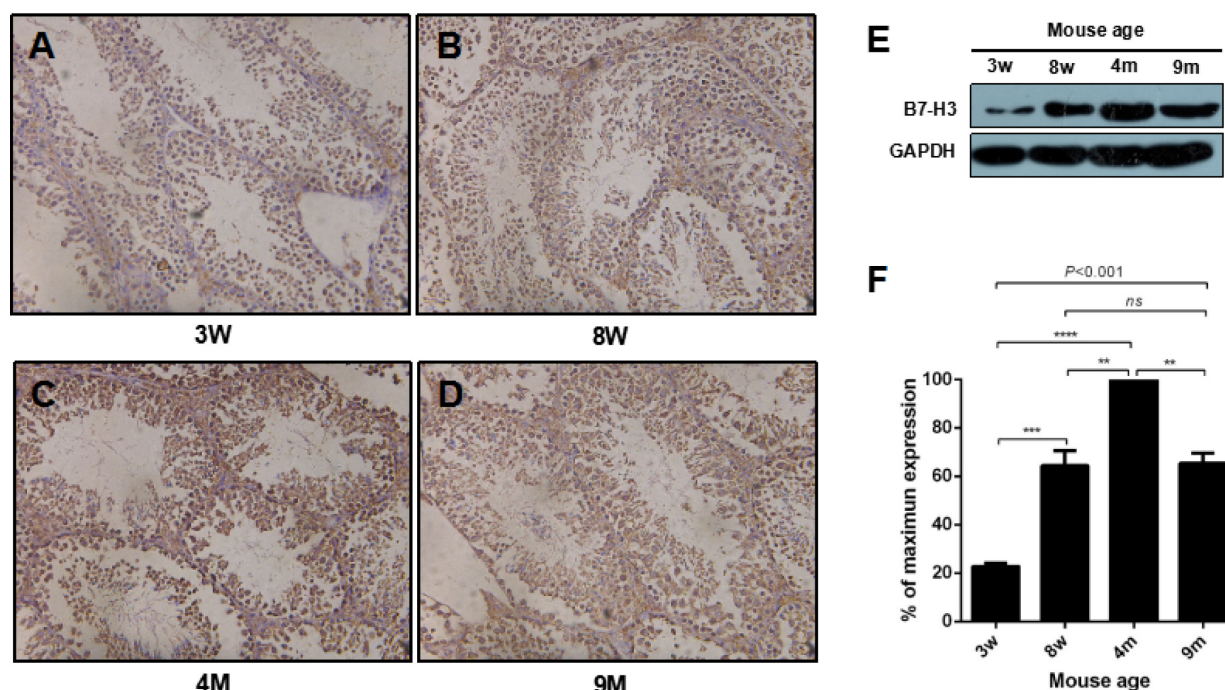 A
B
3W
8W
C
D
4M
9M
E
Mouse age
3w 8w 4m 9m
B7-H3
GAPDH
F
P<0.001
ns
****
** **
***
% of maximun expression
100
80
60
40
20
0
3w 8w 4m 9m
Mouse age